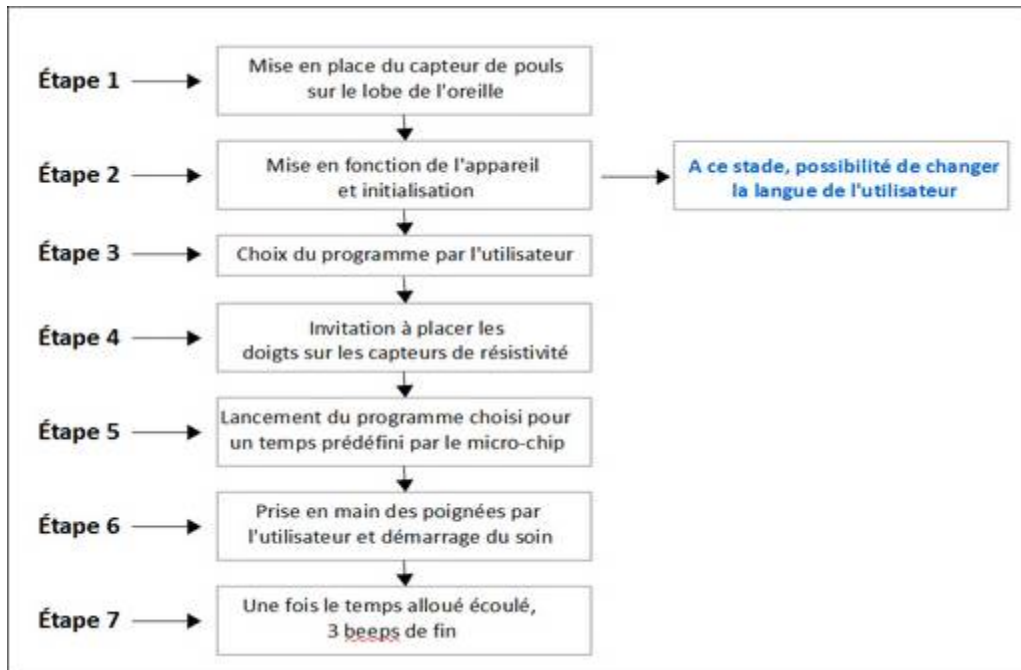 Étape 1
Mise en place du capteur de pouls
sur le lobe de l'oreille
Étape 2
Mise en fonction de l'appareil
et initialisation
A ce stade, possibilité de changer
la langue de l'utilisateur
Étape 3
Choix du programme par l'utilisateur
Étape 4
Invitation à placer les
doigts sur les capteurs de résistivité
Étape 5
Lancement du programme choisi pour
un temps prédéfini par le micro-chip
Étape 6
Prise en main des poignées par
l'utilisateur et démarrage du soin
Étape 7
Une fois le temps alloué écoulé,
3 beeps de fin